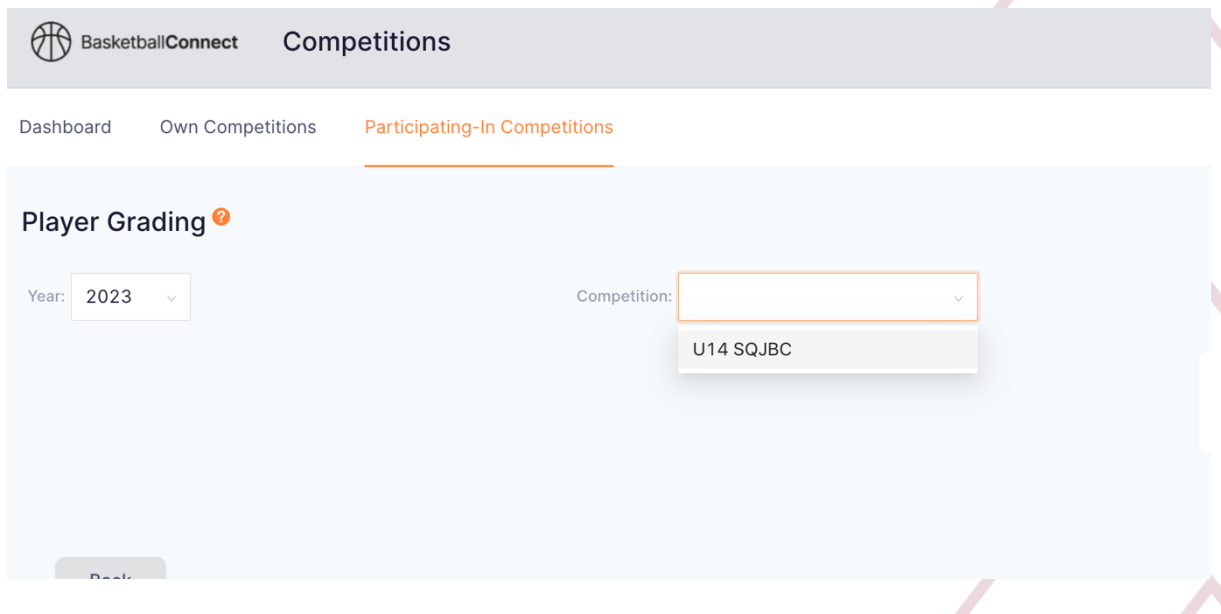 BasketballConnect Competitions
Dashboard Own Competitions Participating-In Competitions
Player Grading ?
Year: 2023 Competition:
U14 SQJBC